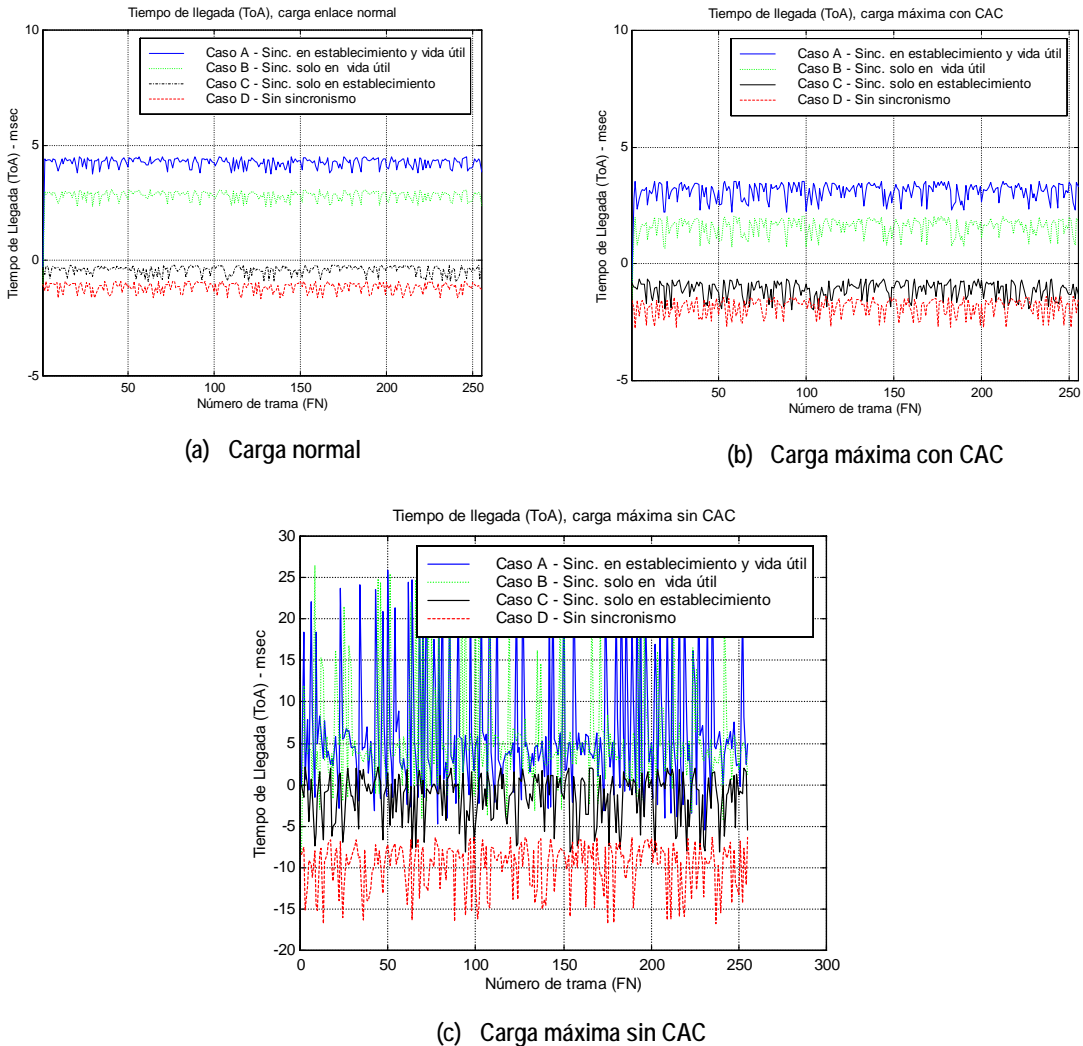 Tiempo de llegada (ToA), carga enlace normal
10
5
0
-5
Tiempo de Llegada (ToA) - msec
Caso A - Sinc. en establecimiento y vida útil
Caso B - Sinc. solo en vida útil
Caso C - Sinc. solo en establecimiento
Caso D - Sin sincronismo
50 100 150 200 250
Número de trama (FN)
(a) Carga normal
Tiempo de llegada (ToA), carga máxima con CAC
10
5
0
-5
Tiempo de Llegada (ToA) - msec
Caso A - Sinc. en establecimiento y vida útil
Caso B - Sinc. solo en vida útil
Caso C - Sinc. solo en establecimiento
Caso D - Sin sincronismo
50 100 150 200 250
Número de trama (FN)
(b) Carga máxima con CAC
Tiempo de llegada (ToA), carga máxima sin CAC
30
25
20
15
10
5
0
-5
-10
-15
-20
Tiempo de Llegada (ToA) - msec
Caso A - Sinc. en establecimiento y vida útil
Caso B - Sinc. solo en vida útil
Caso C - Sinc. solo en establecimiento
Caso D - Sin sincronismo
0 50 100 150 200 250 300
Número de trama (FN)
(c) Carga máxima sin CAC